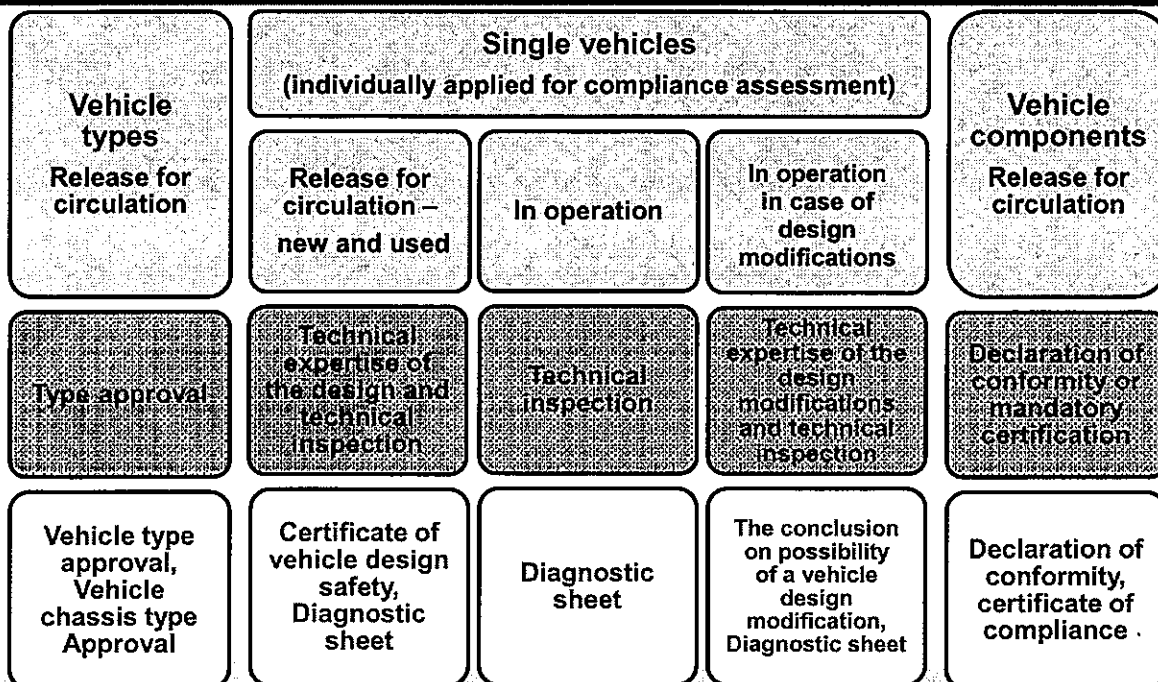 Vehicle
types
Release for
circulation
Single vehicles
(individually applied for compliance assessment)
Release for
circulation –
new and used
In operation
In operation
in case of
design
modifications
Vehicle
components
Release for
circulation
Type approval
Technical
expertise of
the design and
technical
inspection
Technical
inspection
Technical
expertise of the
design
modifications
and technical
inspection
Declaration of
conformity or
mandatory
certification
Vehicle type
approval,
Vehicle
chassis type
Approval
Certificate of
vehicle design
safety,
Diagnostic
sheet
Diagnostic
sheet
The conclusion
on possibility
of a vehicle
design
modification,
Diagnostic sheet
Declaration of
conformity,
certificate of
compliance